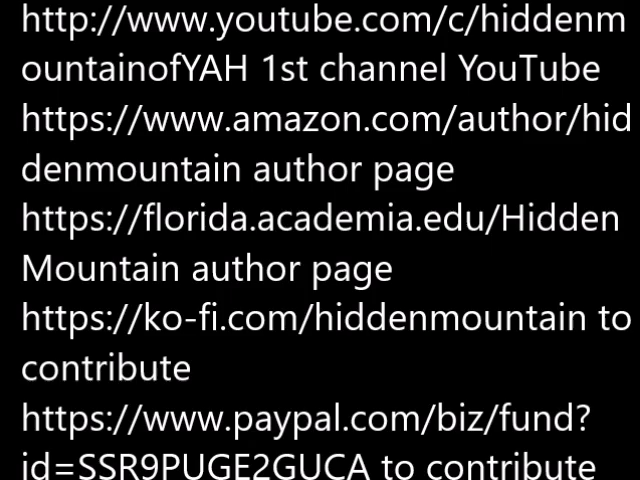 http://www.youtube.com/c/hiddenm
ountainofYAH 1st channel YouTube
https://www.amazon.com/author/hid
denmountain author page
https://florida.academia.edu/Hidden
Mountain author page
https://ko-fi.com/hiddenmountain to
contribute
https://www.paypal.com/biz/fund?
id=SSR9PUGE2GUCA to contribute